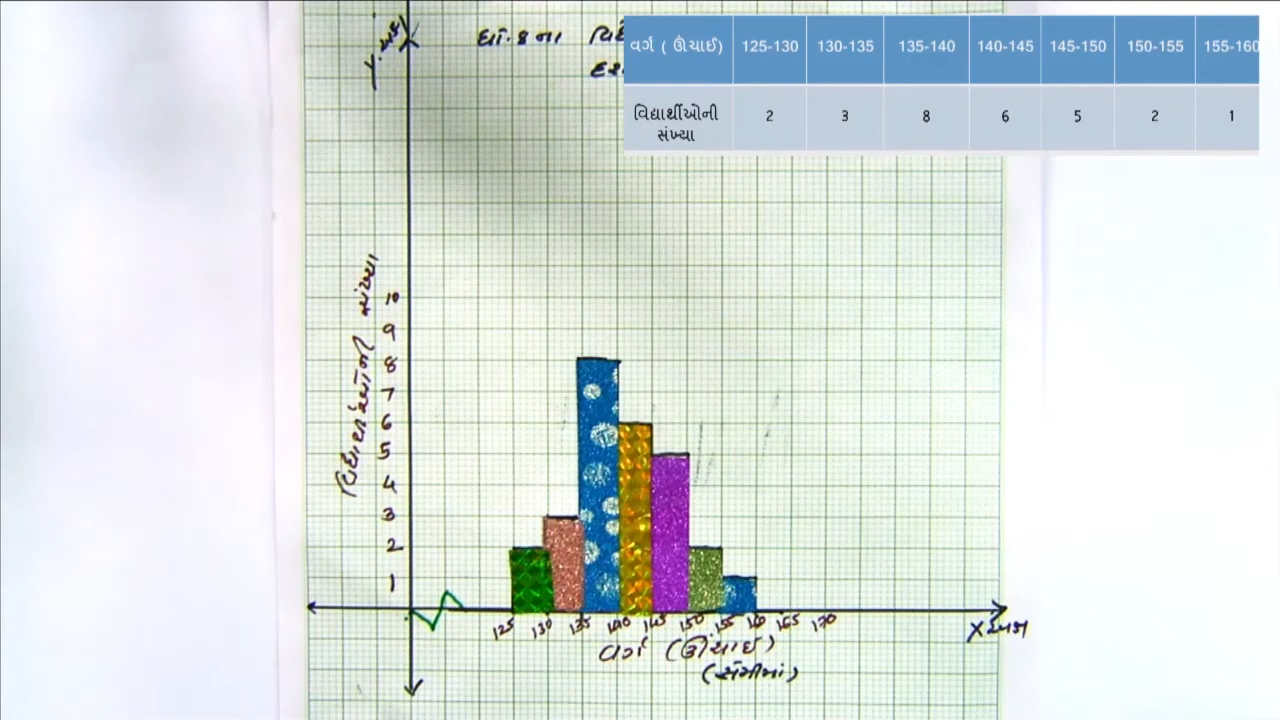 ધો.8ના
વર્ગ ( ઊંચાઈ) 125-130 130-135 135-140 140-145 145-150 150-155 155-160
વિદ્યાર્થીઓની સંખ્યા 2 3 8 6 5 2 1
વિદ્યાર્થીઓની સંખ્યા
10
9
8
7
6
5
4
3
2
1
125 130 135 140 145 150 155 160 165 170
X અક્ષ
વર્ગ (ઊંચાઈ)
(સેમીમાં)